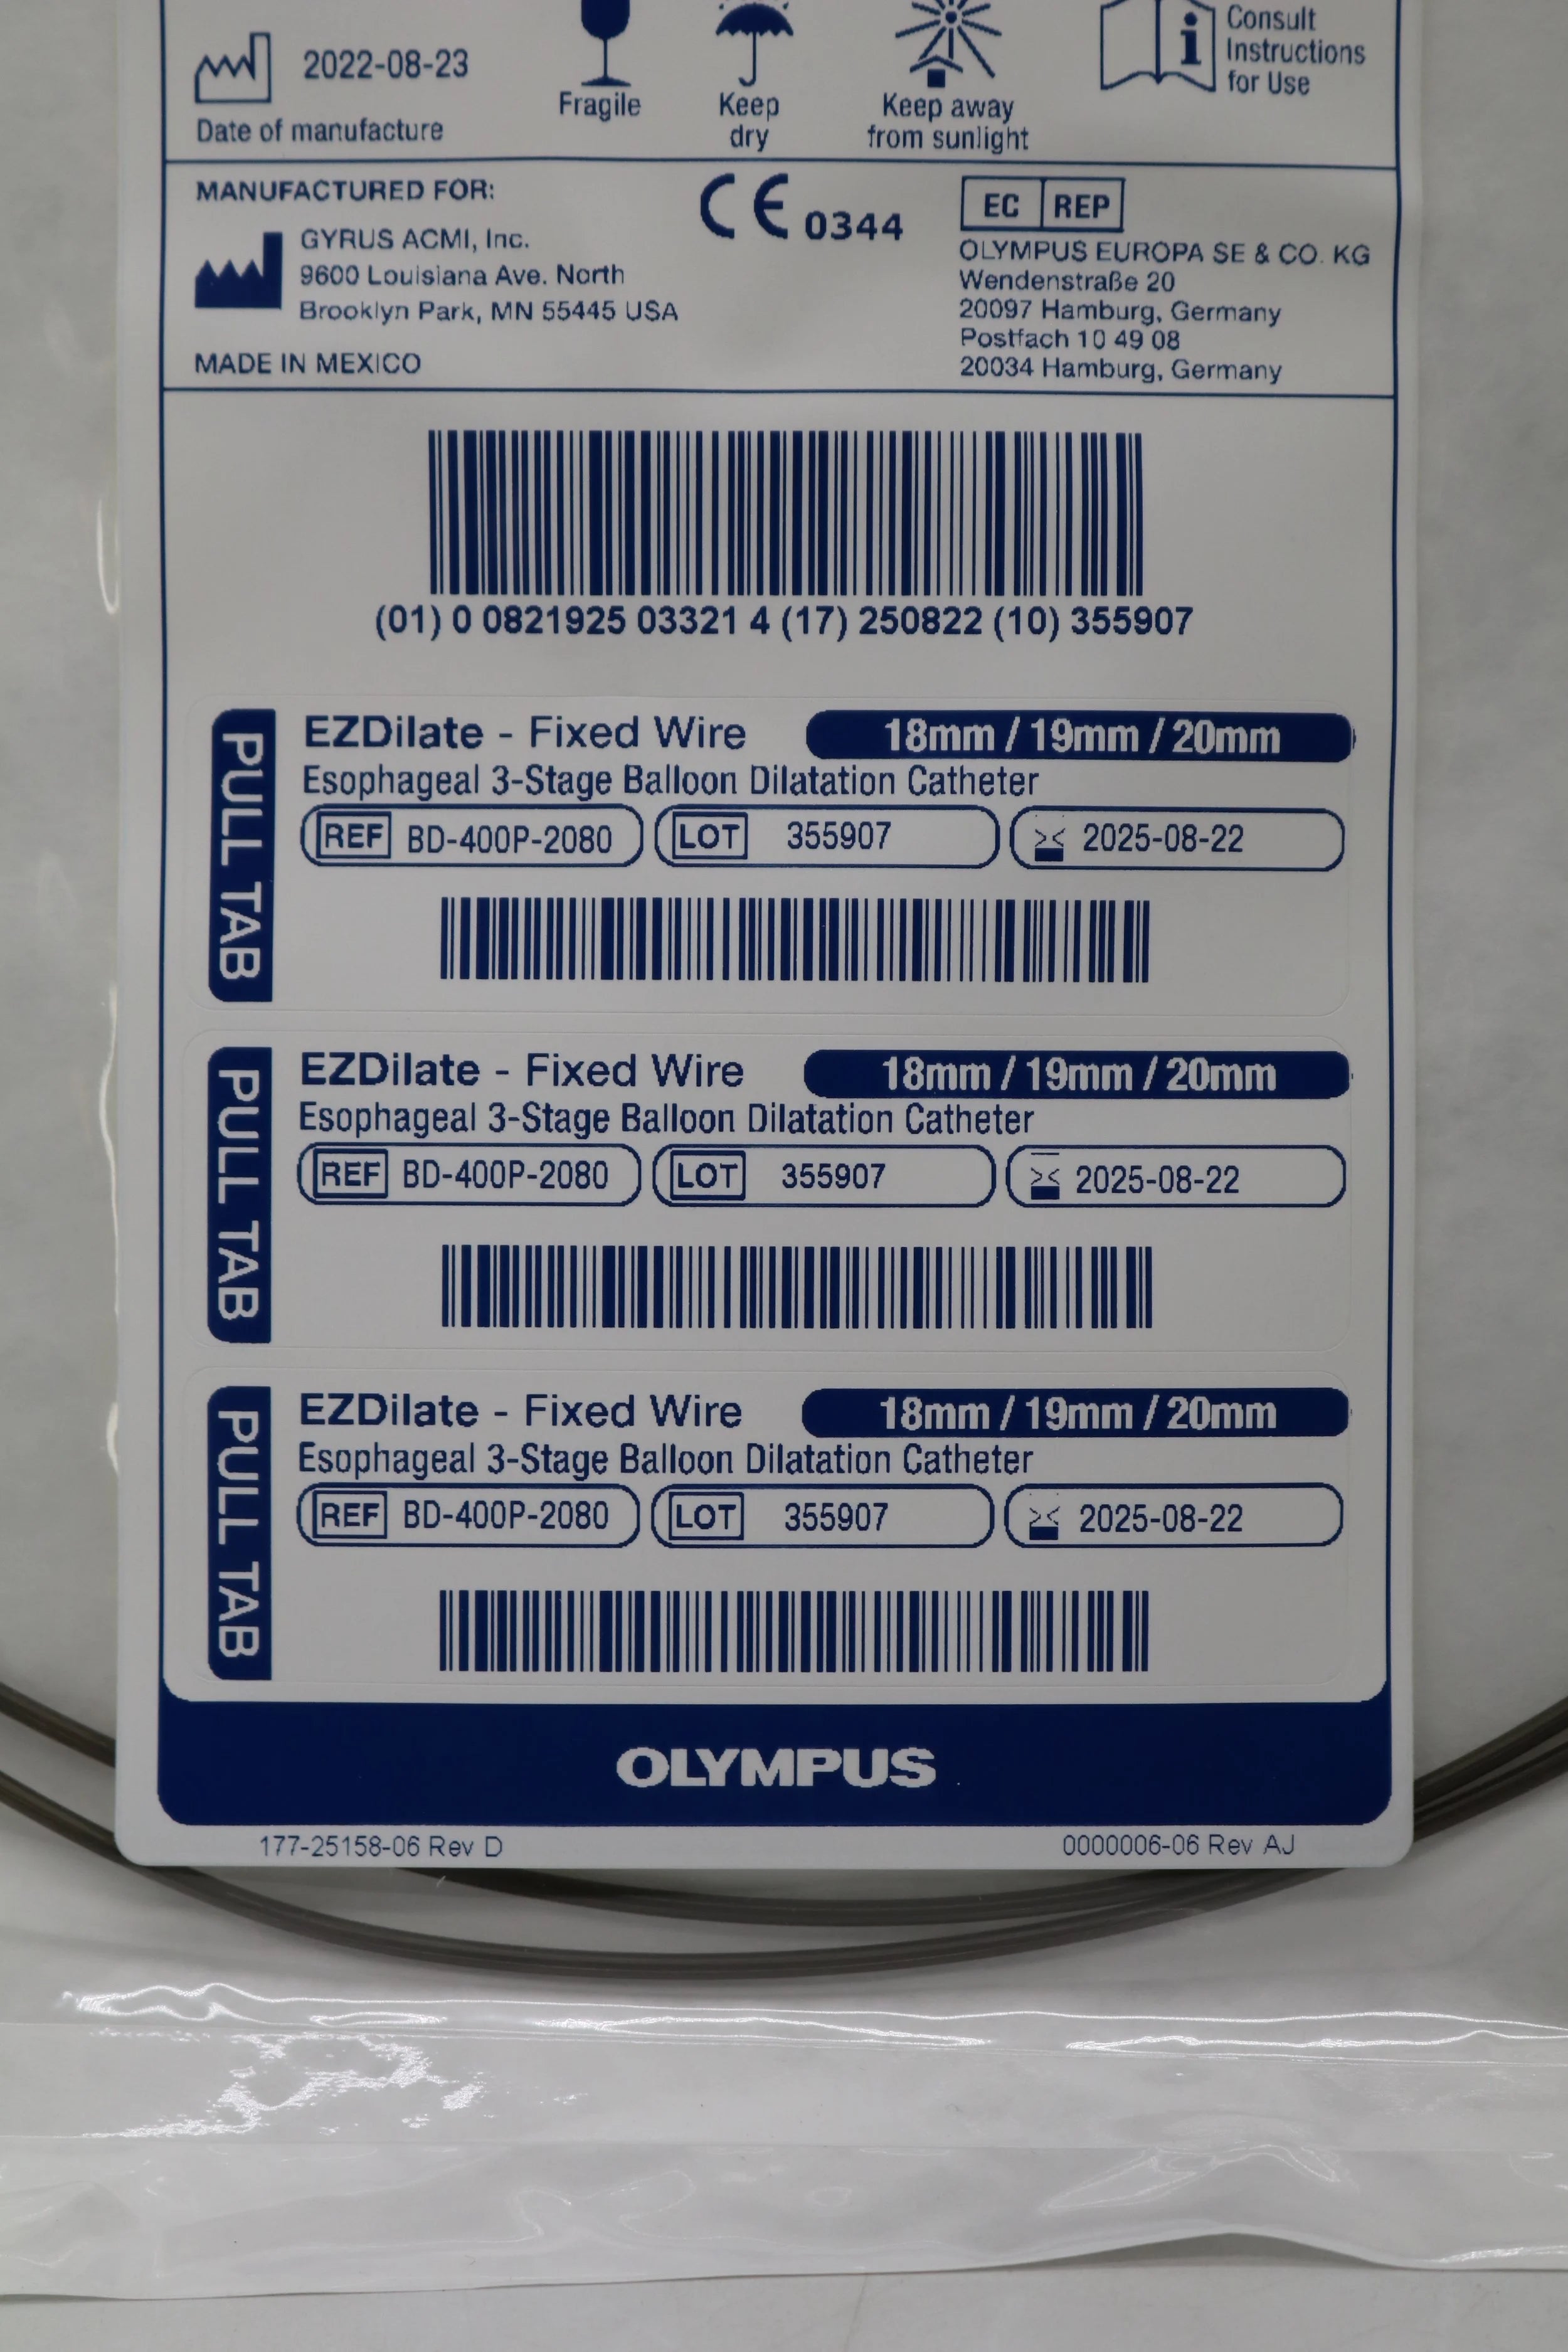 2022-08-23
Date of manufacture
Fragile
Keep
dry
Keep away
from sunlight
Consult
Instructions
for Use
MANUFACTURED FOR:
GYRUS ACMI, Inc.
9600 Louisiana Ave. North
Brooklyn Park, MN 55445 USA
MADE IN MEXICO
CE 0344
EC REP
OLYMPUS EUROPA SE & CO. KG
Wendenstraße 20
20097 Hamburg, Germany
Postfach 10 49 08
20034 Hamburg, Germany
(01) 0 0821925 03321 4 (17) 250822 (10) 355907
PULL TAB
EZDilate - Fixed Wire 18mm / 19mm / 20mm
Esophageal 3-Stage Balloon Dilatation Catheter
REF BD-400P-2080 LOT 355907 2025-08-22
PULL TAB
EZDilate - Fixed Wire 18mm / 19mm / 20mm
Esophageal 3-Stage Balloon Dilatation Catheter
REF BD-400P-2080 LOT 355907 2025-08-22
PULL TAB
EZDilate - Fixed Wire 18mm / 19mm / 20mm
Esophageal 3-Stage Balloon Dilatation Catheter
REF BD-400P-2080 LOT 355907 2025-08-22
OLYMPUS
177-25158-06 Rev D
0000006-06 Rev AJ